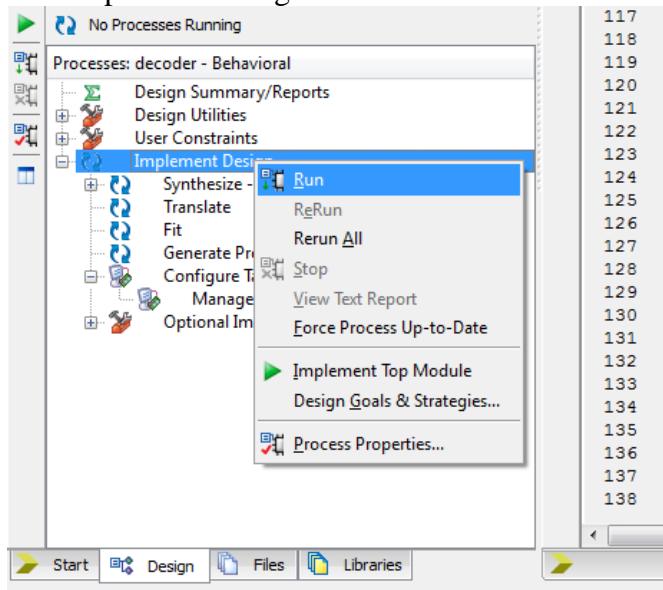 No Processes Running
Processes: decoder - Behavioral
Design Summary/Reports
Design Utilities
User Constraints
Implement Design
Synthesize -
Translate
Fit
Generate Pr
Configure Ta
Manage
Optional Im
Run
ReRun
Rerun All
Stop
View Text Report
Force Process Up-to-Date
Implement Top Module
Design Goals & Strategies...
Process Properties...
Start
Design
Files
Libraries
117
118
119
120
121
122
123
124
125
126
127
128
129
130
131
132
133
134
135
136
137
138